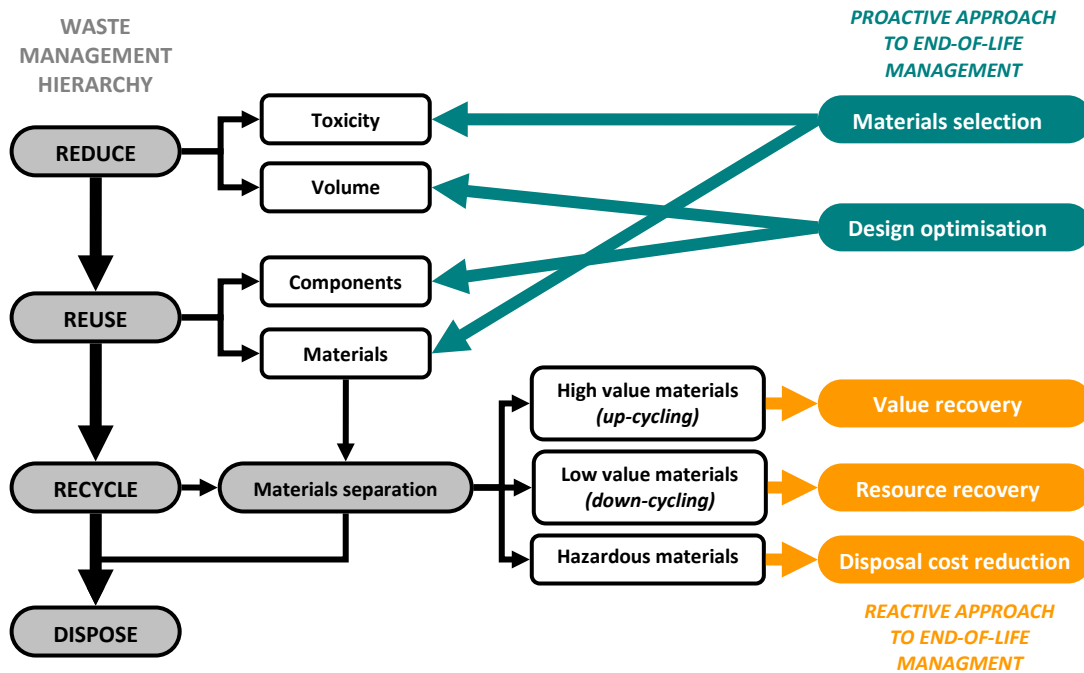 WASTE
MANAGEMENT
HIERARCHY
PROACTIVE APPROACH
TO END-OF-LIFE
MANAGEMENT
REDUCE
Toxicity
Volume
Materials selection
Design optimisation
REUSE
Components
Materials
RECYCLE
Materials separation
High value materials
(up-cycling)
Value recovery
Low value materials
(down-cycling)
Resource recovery
Hazardous materials
Disposal cost reduction
DISPOSE
REACTIVE APPROACH
TO END-OF-LIFE
MANAGMENT